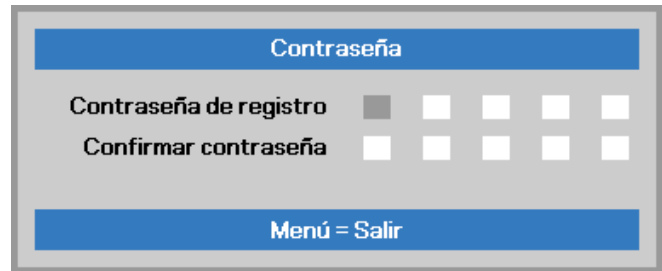 Contraseña
Contraseña de registro
Confirmar contraseña
Menú = Salir